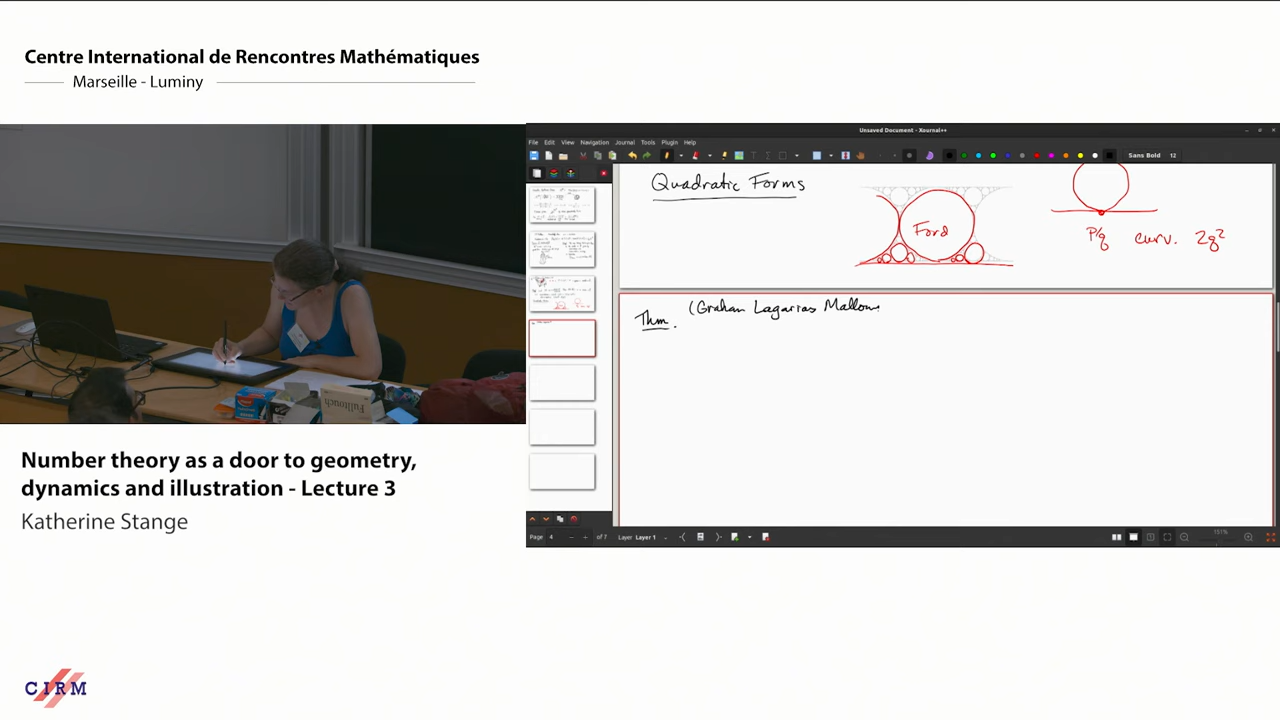 Centre International de Rencontres Mathématiques
Marseille - Luminy
Unsaved Document - Xournal++
File Edit View Navigation Journal Tools Plugin Help
Sans Bold 12
Quadratic Forms
Ford
P/q curv. 2q²
Thm. (Graham Lagarias Mallows
Fulltouch
Page 4 of 7 Layer Layer 1
151%
Number theory as a door to geometry,
dynamics and illustration - Lecture 3
Katherine Stange
CIRM